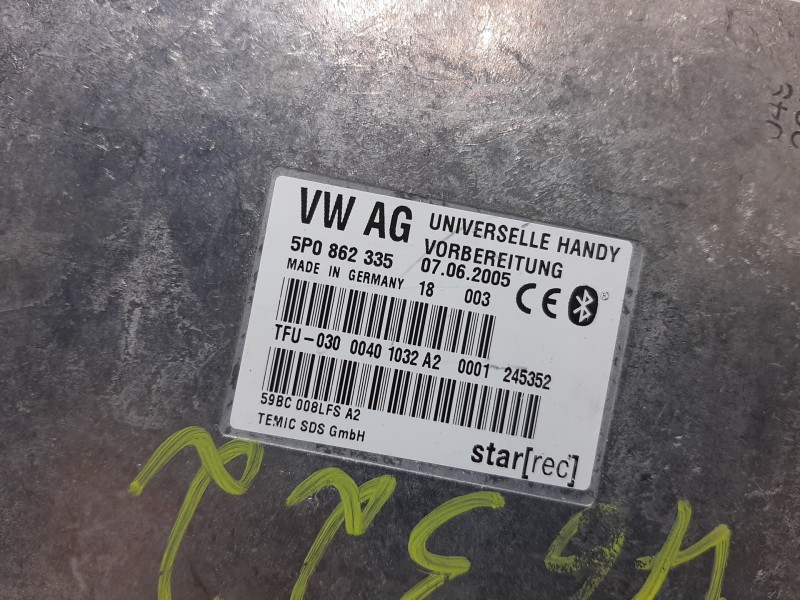 VW AG UNIVERSELLE HANDY
VORBEREITUNG
5P0 862 335 07.06.2005
MADE IN GERMANY 18 003 CE
TFU-030 0040 1032 A2 0001 245352
59BC 008LFS A2
TEMIC SDS GmbH
star[rec]